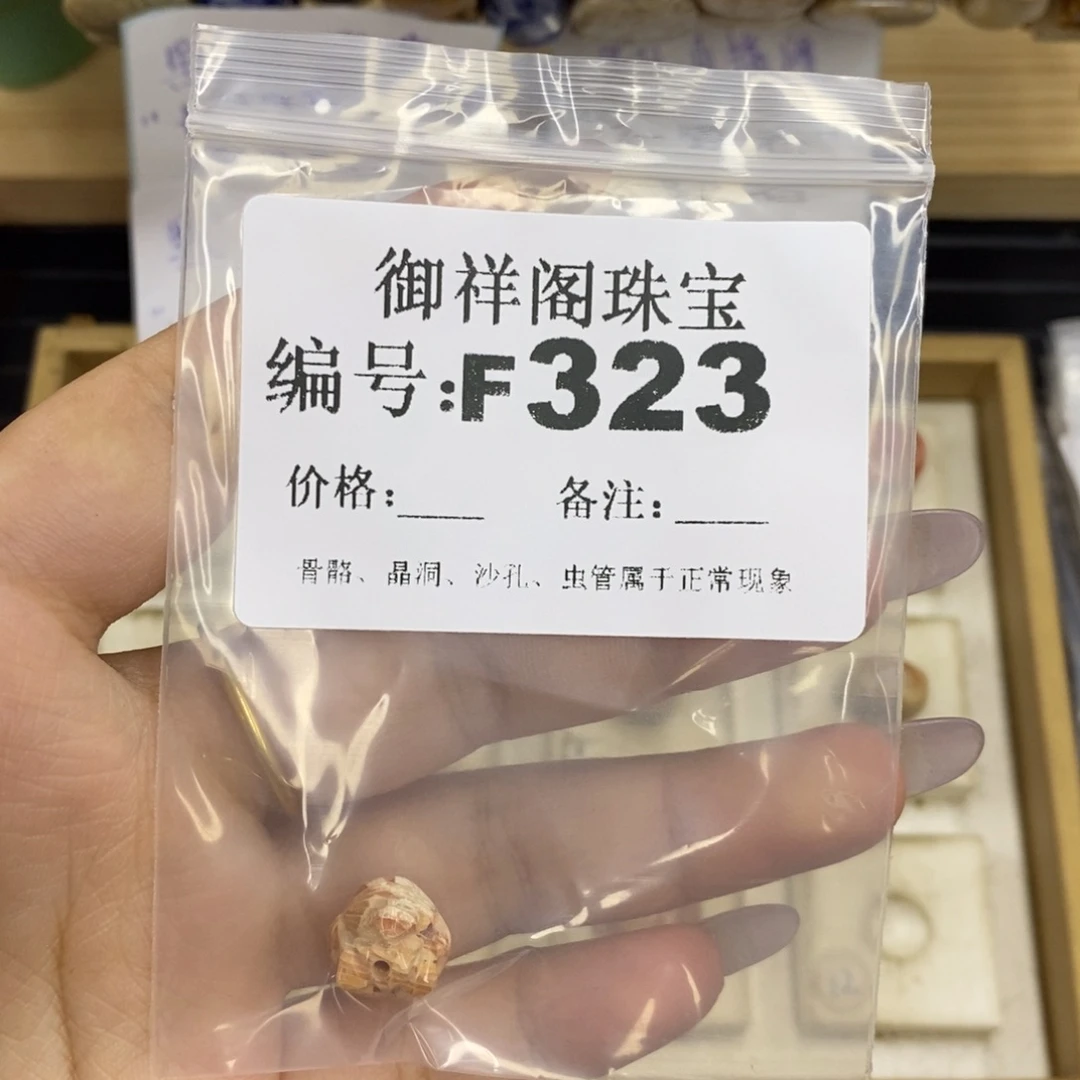 御祥阁珠宝
编号:F323
价格:____ 备注:____
骨骼、晶洞、沙孔、虫管属于正常现象